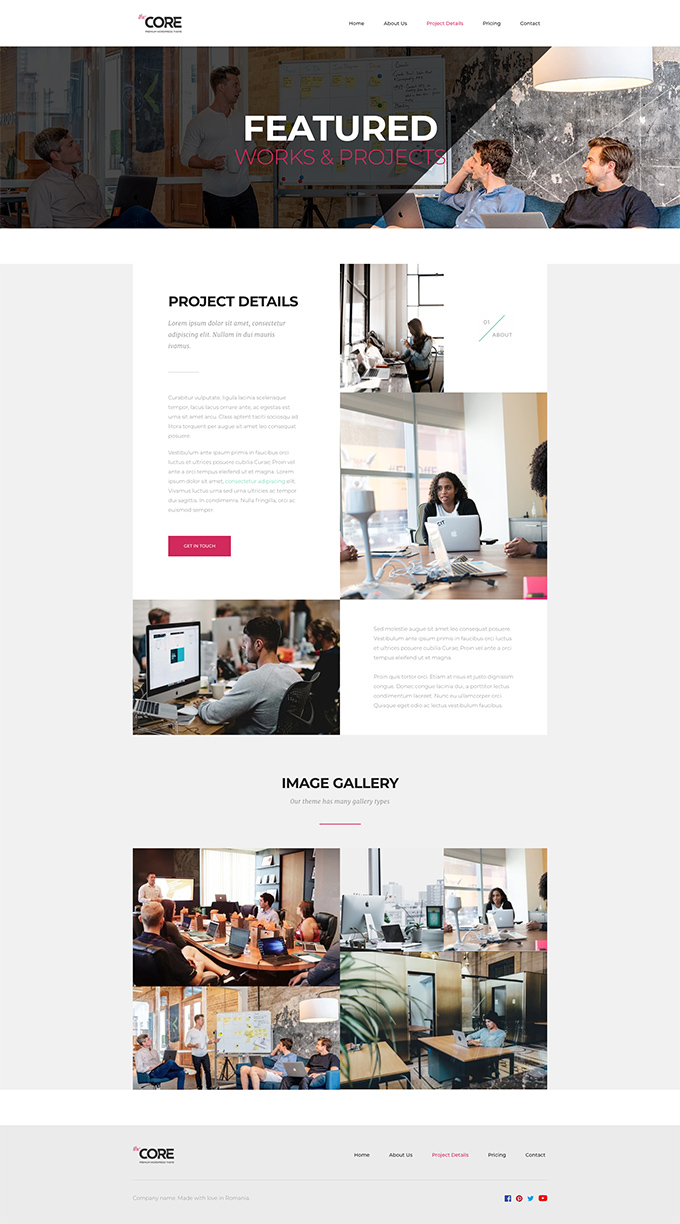 the
CORE
PREMIUM WORDPRESS THEME
Home About Us Project Details Pricing Contact
FEATURED
WORKS & PROJECTS
PROJECT DETAILS
Lorem ipsum dolor sit amet, consectetur
adipiscing elit. Nullam in dui mauris
ivamus.
01
ABOUT
Curabitur vulputate, ligula lacinia scelerisque
tempor, lacus lacus ornare ante, ac egestas est
urna sit amet arcu. Class aptent taciti sociosqu ad
litora torquent per augue sit amet leo consequat
posuere.
Vestibulum ante ipsum primis in faucibus orci
luctus et ultrices posuere cubilia Curae; Proin vel
ante a orci tempus eleifend ut et magna. Lorem
ipsum dolor sit amet, consectetur adipiscing elit.
Vivamus luctus urna sed urna ultricies ac tempor
dui sagittis. In condimentum. Nulla fringilla, orci ac
euismod semper.
GET IN TOUCH
Sed molestie augue sit amet leo consequat posuere.
Vestibulum ante ipsum primis in faucibus orci luctus
et ultrices posuere cubilia Curae; Proin vel ante a orci
tempus eleifend ut et magna.
Proin quis tortor orci. Etiam at risus et justo dignissim
congue. Donec congue lacinia dui, a porttitor lectus
condimentum laoreet. Nunc eu ullamcorper orci.
Quisque eget odio ac lectus vestibulum faucibus.
IMAGE GALLERY
Our theme has many gallery types
the
CORE
PREMIUM WORDPRESS THEME
Home About Us Project Details Pricing Contact
Company name. Made with love in Romania.